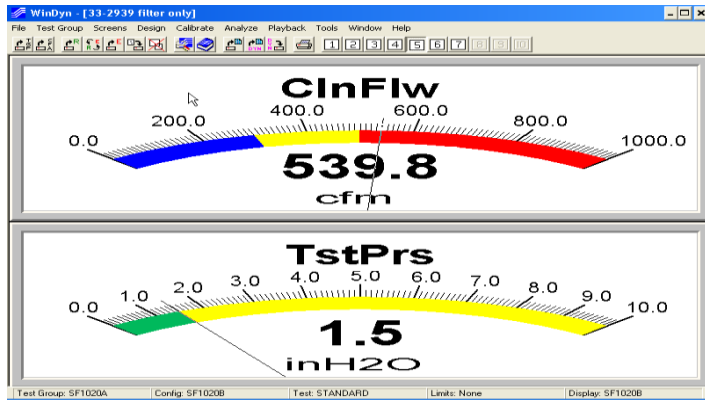 WinDyn - [33-2939 filter only]
File Test Group Screens Design Calibrate Analyze Playback Tools Window Help
1 2 3 4 5 6 7 8 9 10
ClnFlw
0.0 200.0 400.0 600.0 800.0 1000.0
539.8
cfm
TstPrs
0.0 1.0 2.0 3.0 4.0 5.0 6.0 7.0 8.0 9.0 10.0
1.5
inH2O
Test Group: SF1020A Config: SF1020B Test: STANDARD Limits: None Display: SF1020B